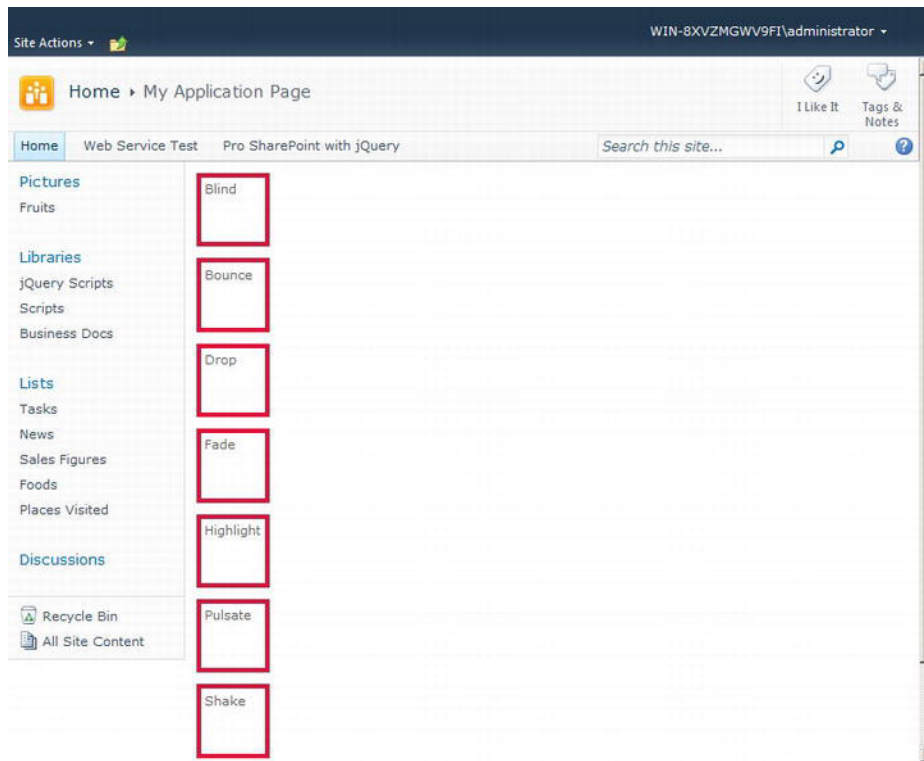 Site Actions
WIN-8XVZMGWV9FI\administrator
Home ▸ My Application Page
I Like It
Tags &
Notes
Home
Web Service Test
Pro SharePoint with jQuery
Search this site...
Pictures
Fruits
Libraries
jQuery Scripts
Scripts
Business Docs
Lists
Tasks
News
Sales Figures
Foods
Places Visited
Discussions
Recycle Bin
All Site Content
Blind
Bounce
Drop
Fade
Highlight
Pulsate
Shake